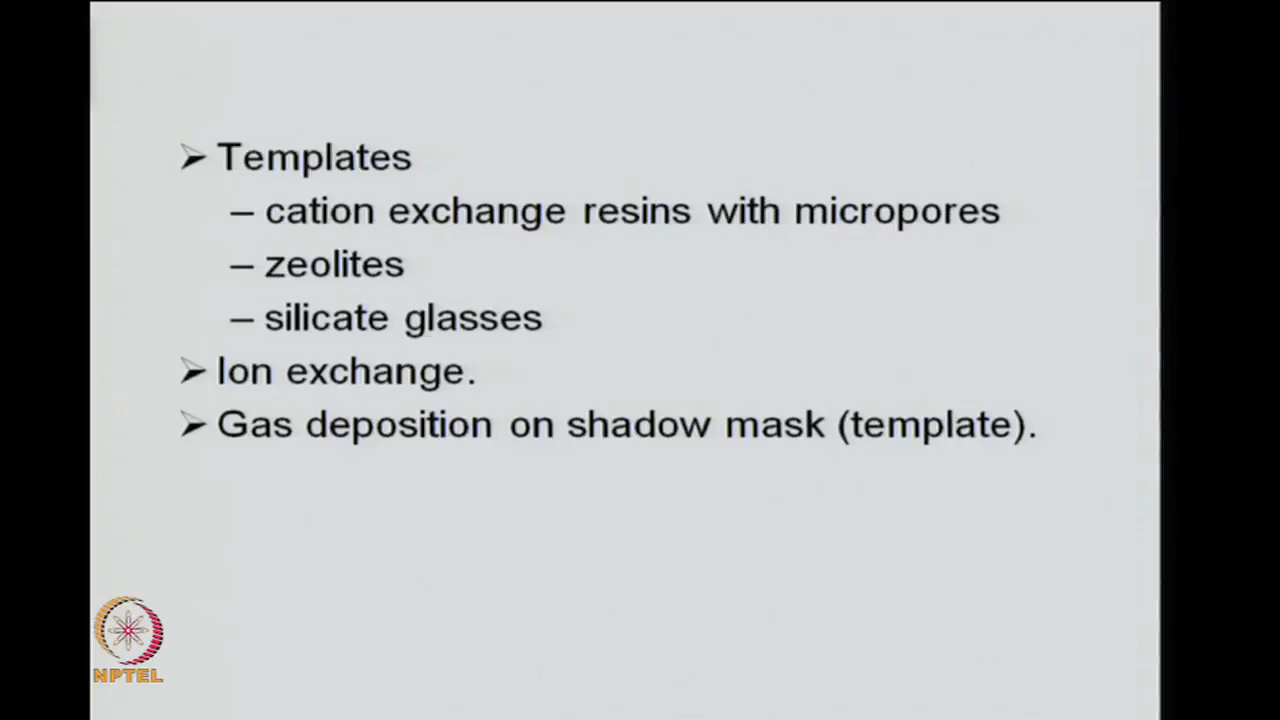 ➢ Templates
– cation exchange resins with micropores
– zeolites
– silicate glasses
➢ Ion exchange.
➢ Gas deposition on shadow mask (template).
NPTEL